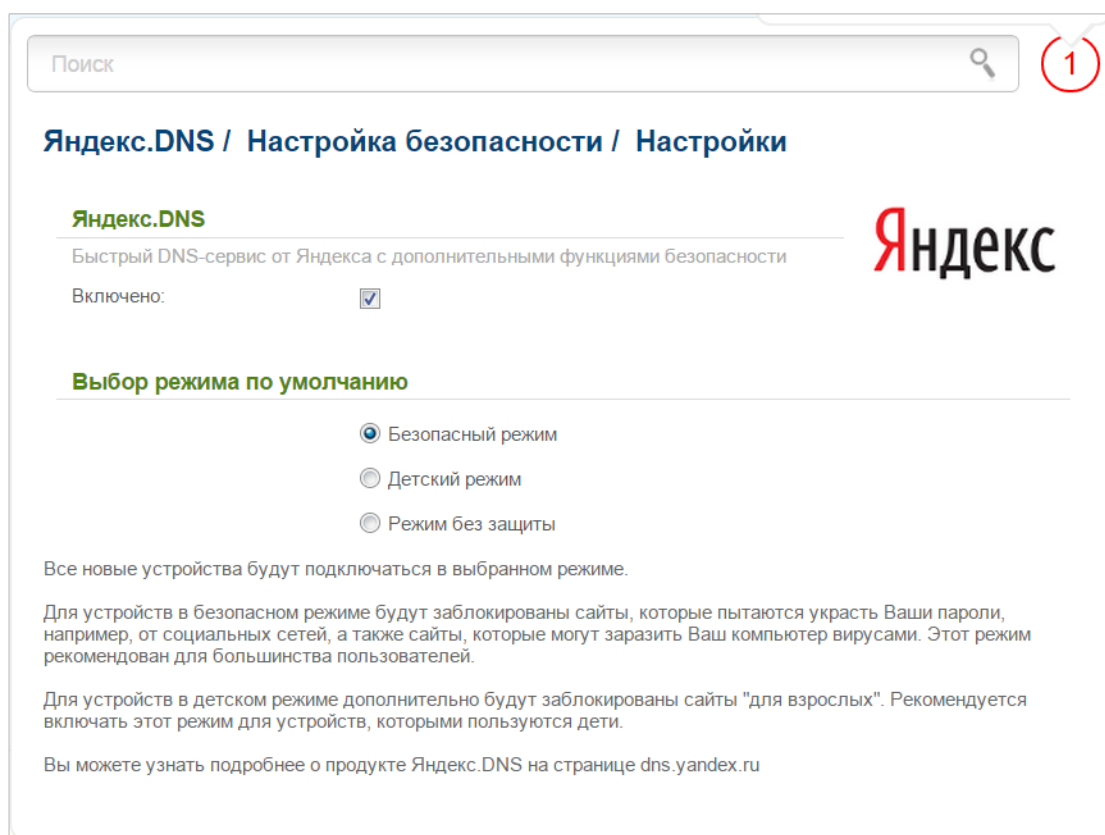 Поиск
1
Яндекс.DNS / Настройка безопасности / Настройки
Яндекс.DNS
Яндекс
Быстрый DNS-сервис от Яндекса с дополнительными функциями безопасности
Включено:
Выбор режима по умолчанию
Безопасный режим
Детский режим
Режим без защиты
Все новые устройства будут подключаться в выбранном режиме.
Для устройств в безопасном режиме будут заблокированы сайты, которые пытаются украсть Ваши пароли,
например, от социальных сетей, а также сайты, которые могут заразить Ваш компьютер вирусами. Этот режим
рекомендован для большинства пользователей.
Для устройств в детском режиме дополнительно будут заблокированы сайты "для взрослых". Рекомендуется
включать этот режим для устройств, которыми пользуются дети.
Вы можете узнать подробнее о продукте Яндекс.DNS на странице dns.yandex.ru